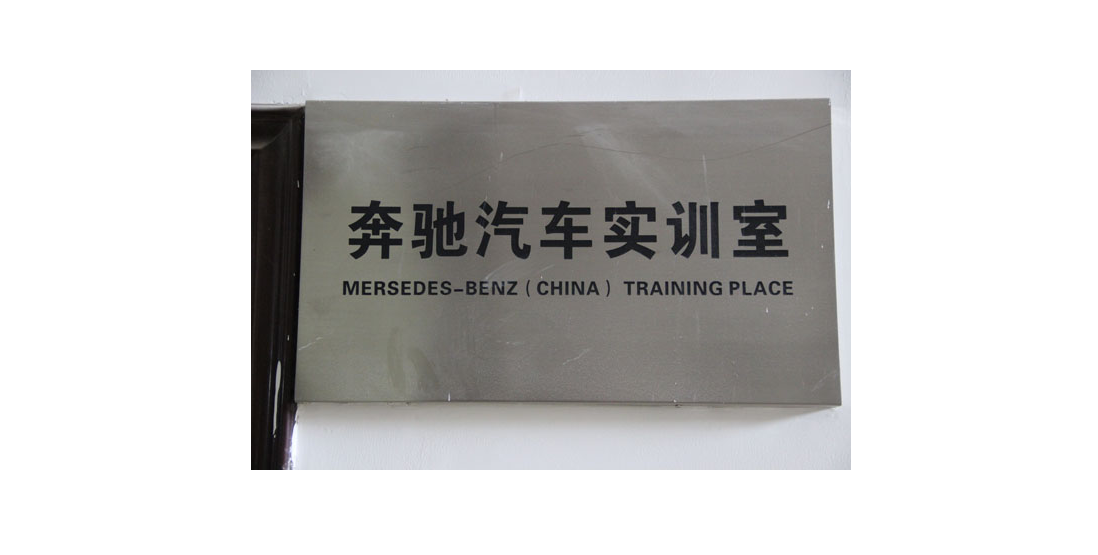 奔驰汽车实训室
MERSEDES-BENZ（CHINA）TRAINING PLACE